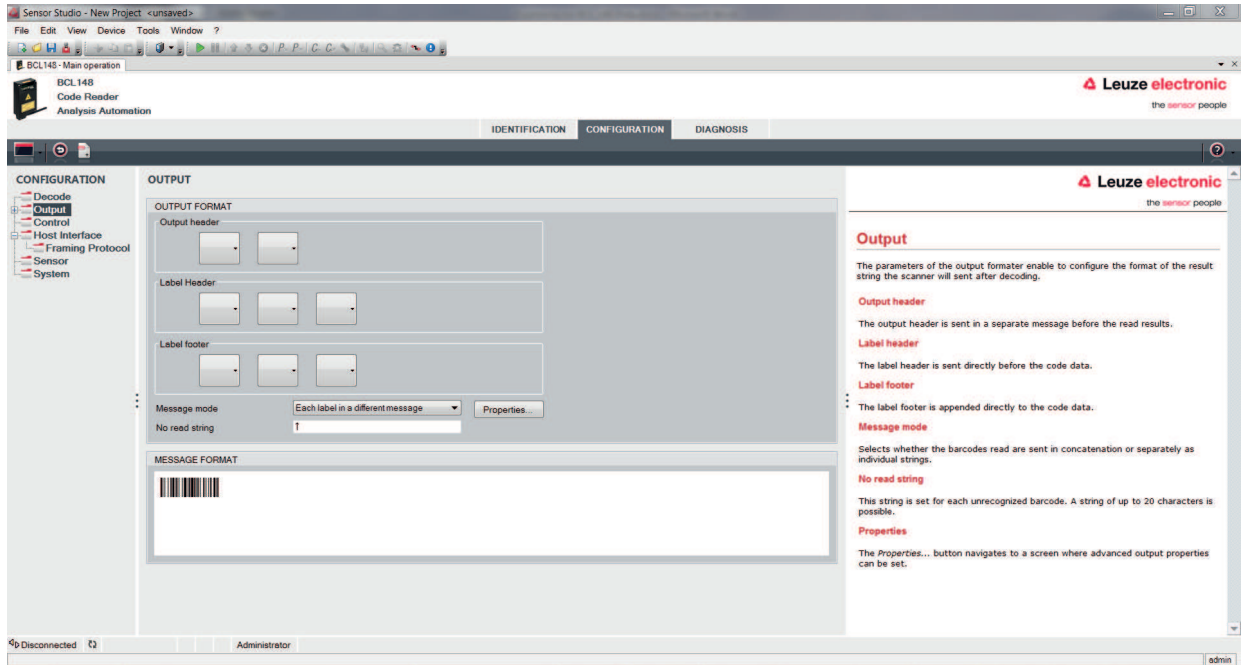 Sensor Studio - New Project <unsaved>
File Edit View Device Tools Window ?
BCL148 - Main operation
BCL148
Code Reader
Analysis Automation
Leuze electronic
the sensor people
IDENTIFICATION CONFIGURATION DIAGNOSIS
CONFIGURATION
Decode
Output
Control
Host Interface
Framing Protocol
Sensor
System
OUTPUT
OUTPUT FORMAT
Output header
Label Header
Label footer
Message mode Each label in a different message Properties...
No read string
MESSAGE FORMAT
Leuze electronic
the sensor people
Output
The parameters of the output formater enable to configure the format of the result
string the scanner will sent after decoding.
Output header
The output header is sent in a separate message before the read results.
Label header
The label header is sent directly before the code data.
Label footer
The label footer is appended directly to the code data.
Message mode
Selects whether the barcodes read are sent in concatenation or separately as
individual strings.
No read string
This string is set for each unrecognized barcode. A string of up to 20 characters is
possible.
Properties
The Properties... button navigates to a screen where advanced output properties
can be set.
Disconnected Administrator
admin